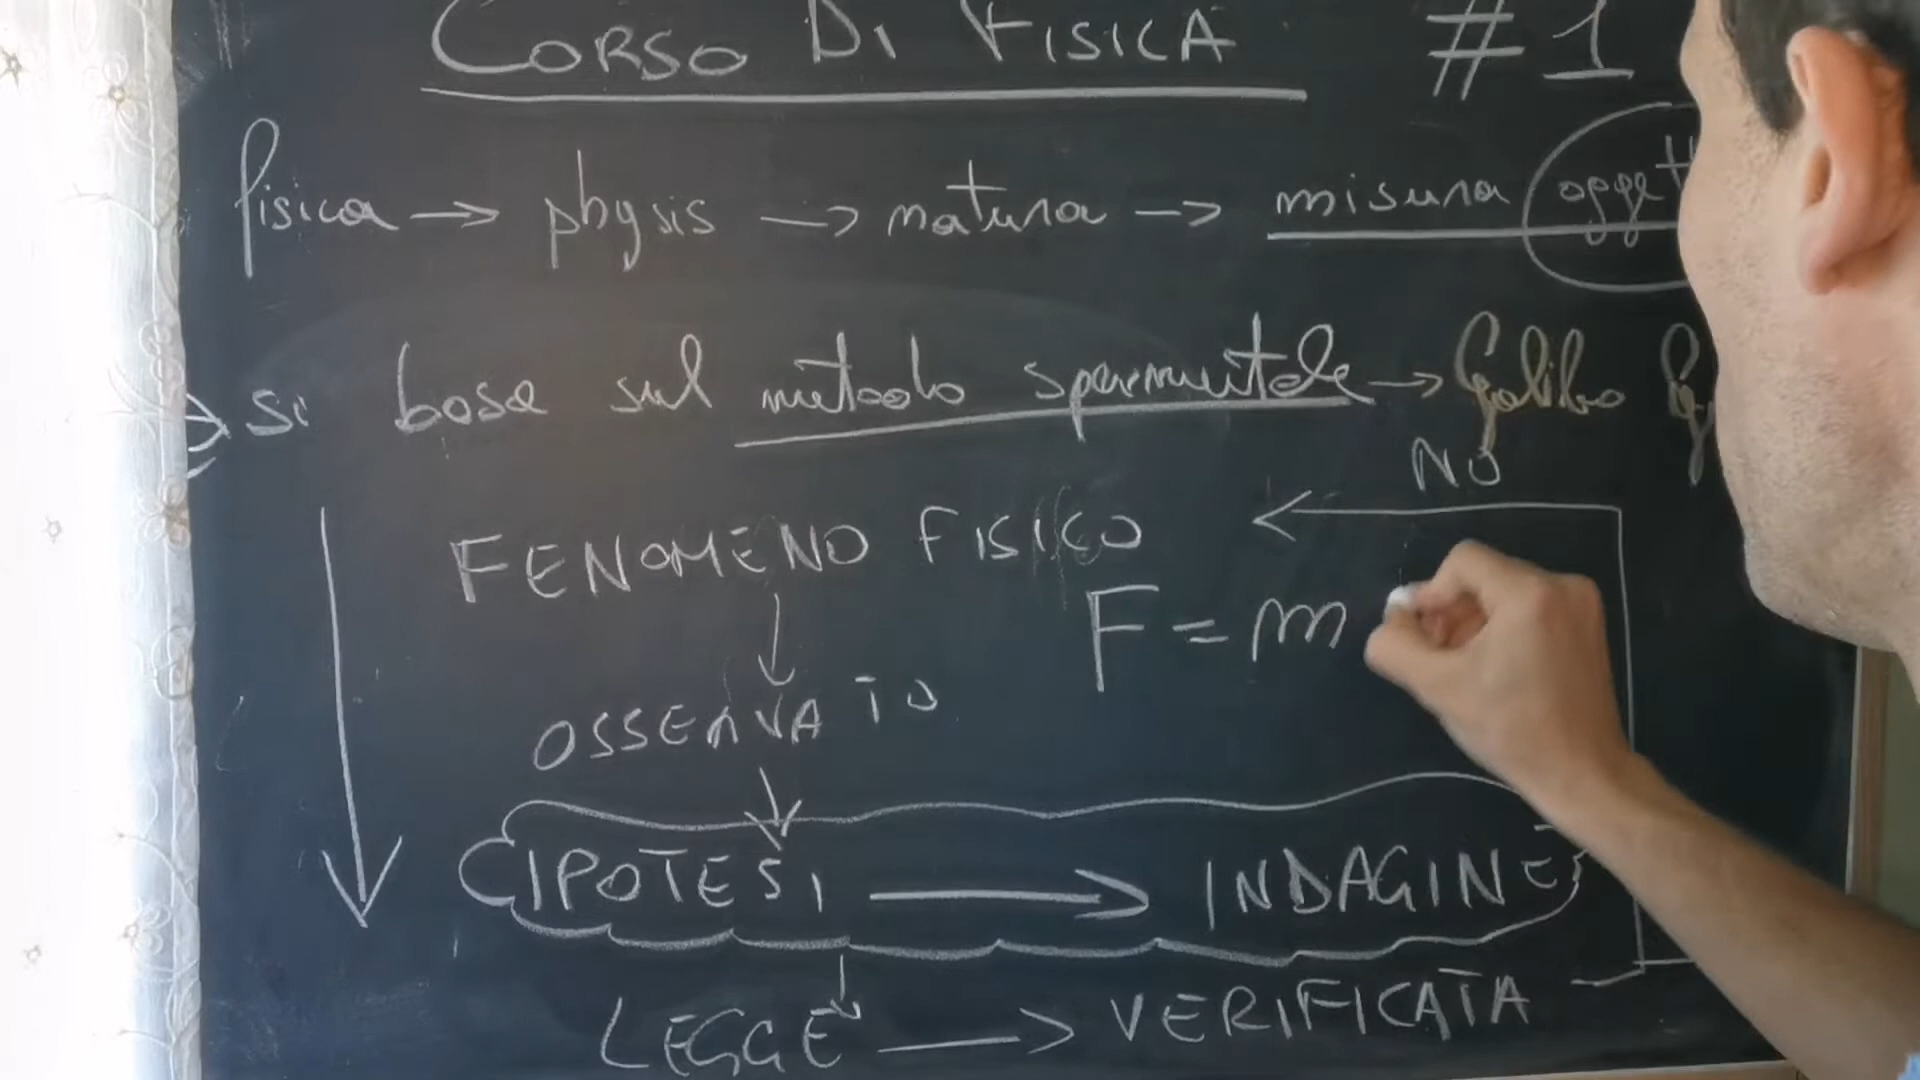 CORSO DI FISICA #1
fisica → physis → natura → misura
⇒ si basa sul metodo sperimentale → Galileo
NO
FENOMENO FISICO
F = m
OSSERVATO
IPOTESI → INDAGINE
LEGGE → VERIFICATA